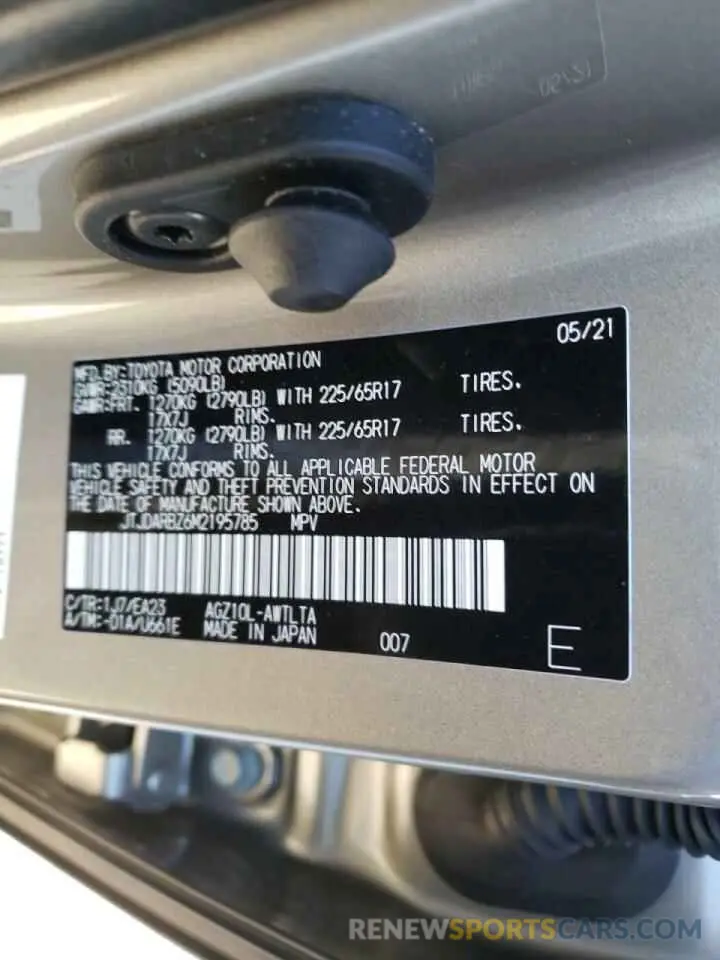 05/21
MFD.BY:TOYOTA MOTOR CORPORATION
GVWR:2310KG (5090LB)
GAWR:FRT. 1270KG (2790LB) WITH 225/65R17 TIRES.
17X7J RIMS.
RR. 1270KG (2790LB) WITH 225/65R17 TIRES.
17X7J RIMS.
THIS VEHICLE CONFORMS TO ALL APPLICABLE FEDERAL MOTOR
VEHICLE SAFETY AND THEFT PREVENTION STANDARDS IN EFFECT ON
THE DATE OF MANUFACTURE SHOWN ABOVE.
JTJDARBZ6M2195785 MPV
C/TR:1J7/EA23 AGZ10L-AWTLTA
A/TM:-01A/U661E MADE IN JAPAN 007 E
RENEWSPORTSCARS.COM